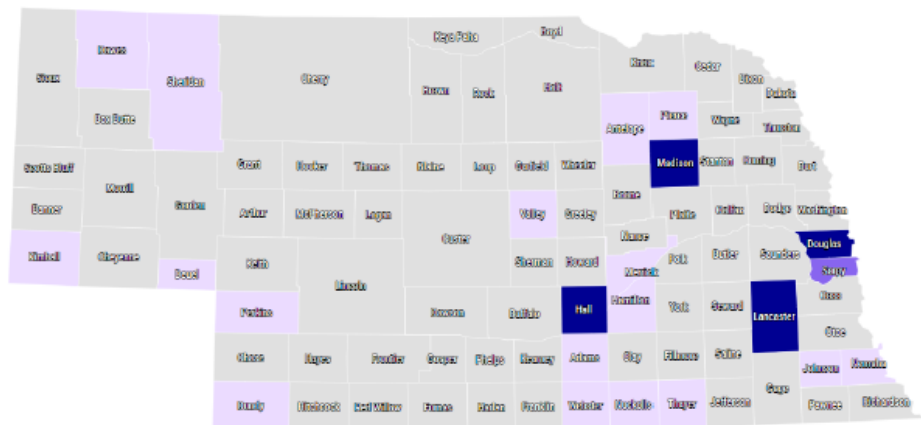 Keya Paha
Boyd
Dawes
Knox
Cedar
Sioux
Sheridan
Cherry
Dixon
Brown
Rock
Holt
Dakota
Box Butte
Pierce
Wayne
Antelope
Thurston
Scotts Bluff
Grant
Hooker
Thomas
Blaine
Loup
Garfield
Wheeler
Madison
Stanton
Cuming
Burt
Morrill
Boone
Banner
Garden
Arthur
McPherson
Logan
Valley
Greeley
Platte
Colfax
Dodge
Washington
Custer
Nance
Douglas
Kimball
Cheyenne
Deuel
Keith
Sherman
Howard
Merrick
Polk
Butler
Saunders
Sarpy
Lincoln
Hamilton
Cass
Perkins
Dawson
Buffalo
Hall
York
Seward
Lancaster
Otoe
Chase
Hayes
Frontier
Gosper
Phelps
Kearney
Adams
Clay
Fillmore
Saline
Johnson
Nemaha
Gage
Dundy
Hitchcock
Red Willow
Furnas
Harlan
Franklin
Webster
Nuckolls
Thayer
Jefferson
Pawnee
Richardson